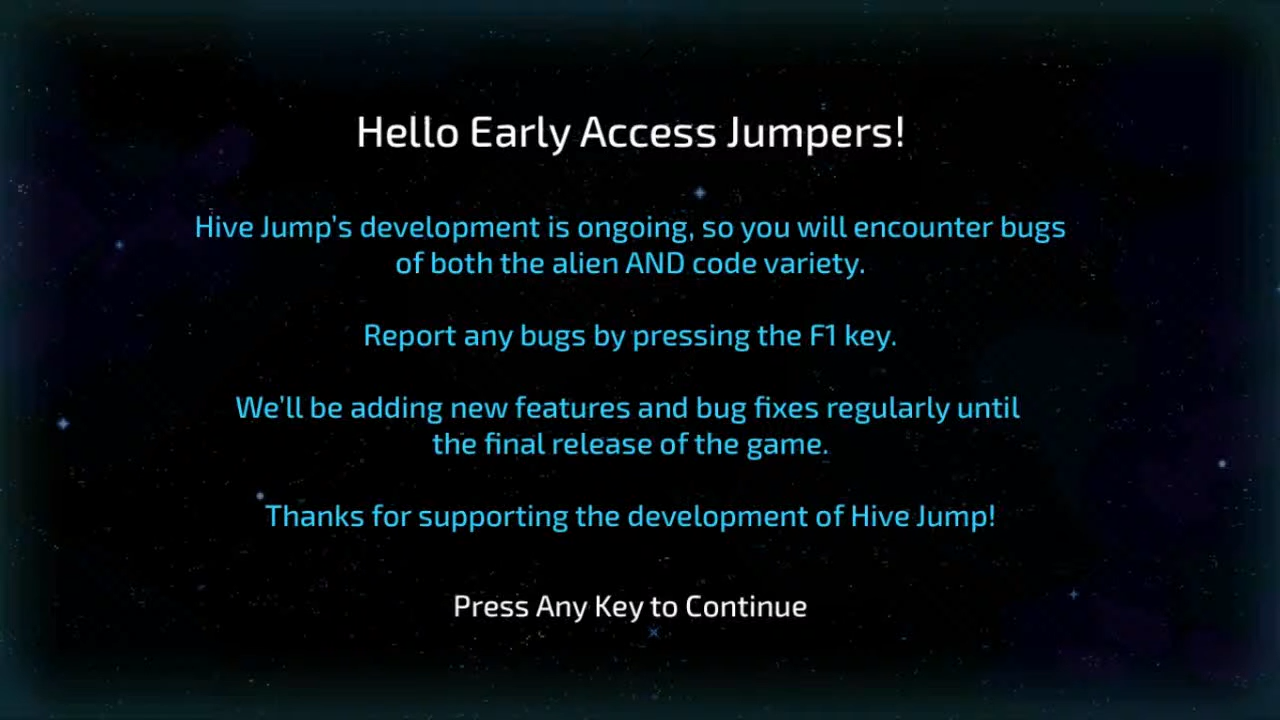 Hello Early Access Jumpers!
Hive Jump's development is ongoing, so you will encounter bugs
of both the alien AND code variety.
Report any bugs by pressing the F1 key.
We'll be adding new features and bug fixes regularly until
the final release of the game.
Thanks for supporting the development of Hive Jump!
Press Any Key to Continue